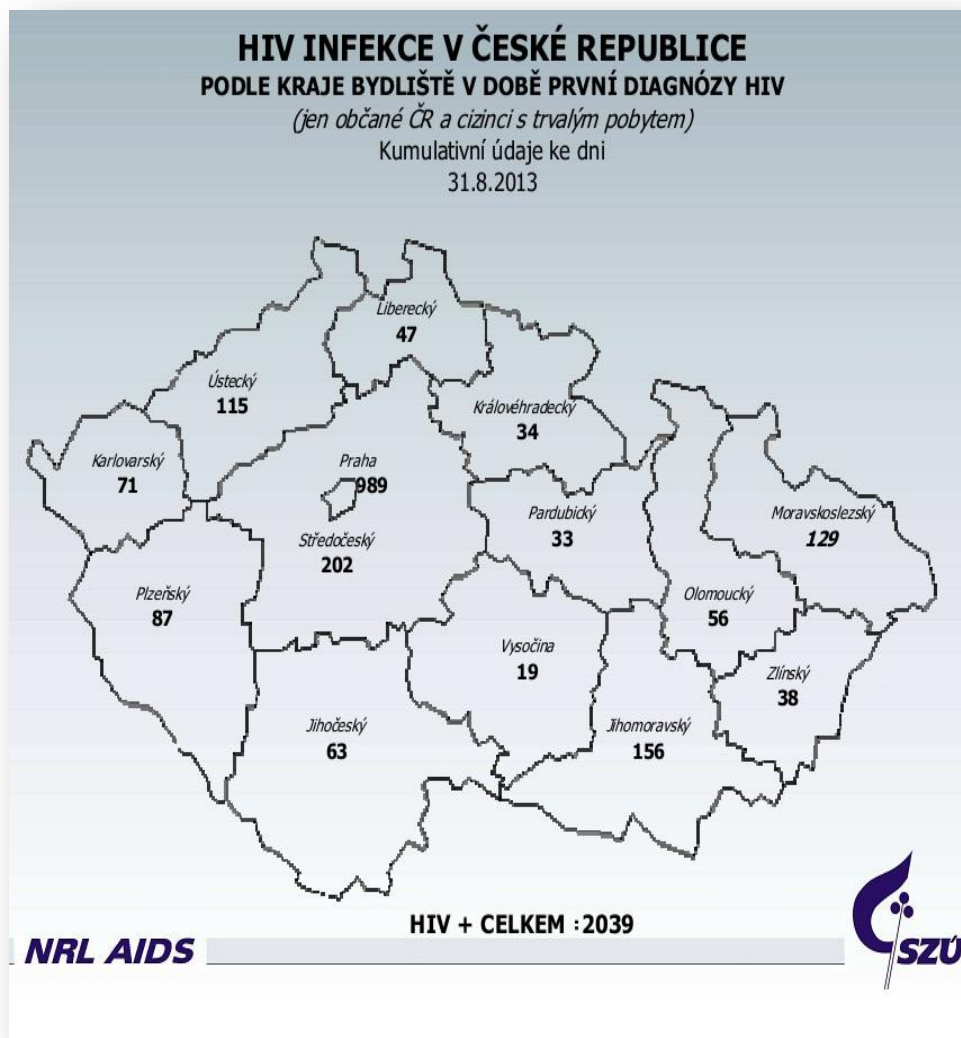 HIV INFEKCE V ČESKÉ REPUBLICE
PODLE KRAJE BYDLIŠTĚ V DOBĚ PRVNÍ DIAGNÓZY HIV
(jen občané ČR a cizinci s trvalým pobytem)
Kumulativní údaje ke dni
31.8.2013
Liberecký
47
Ústecký
115
Královéhradecký
34
Karlovarský
71
Praha
989
Středočeský
202
Pardubický
33
Moravskoslezský
129
Plzeňský
87
Olomoucký
56
Vysočina
19
Zlínský
38
Jihočeský
63
Jihomoravský
156
HIV + CELKEM :2039
NRL AIDS
SZÚ